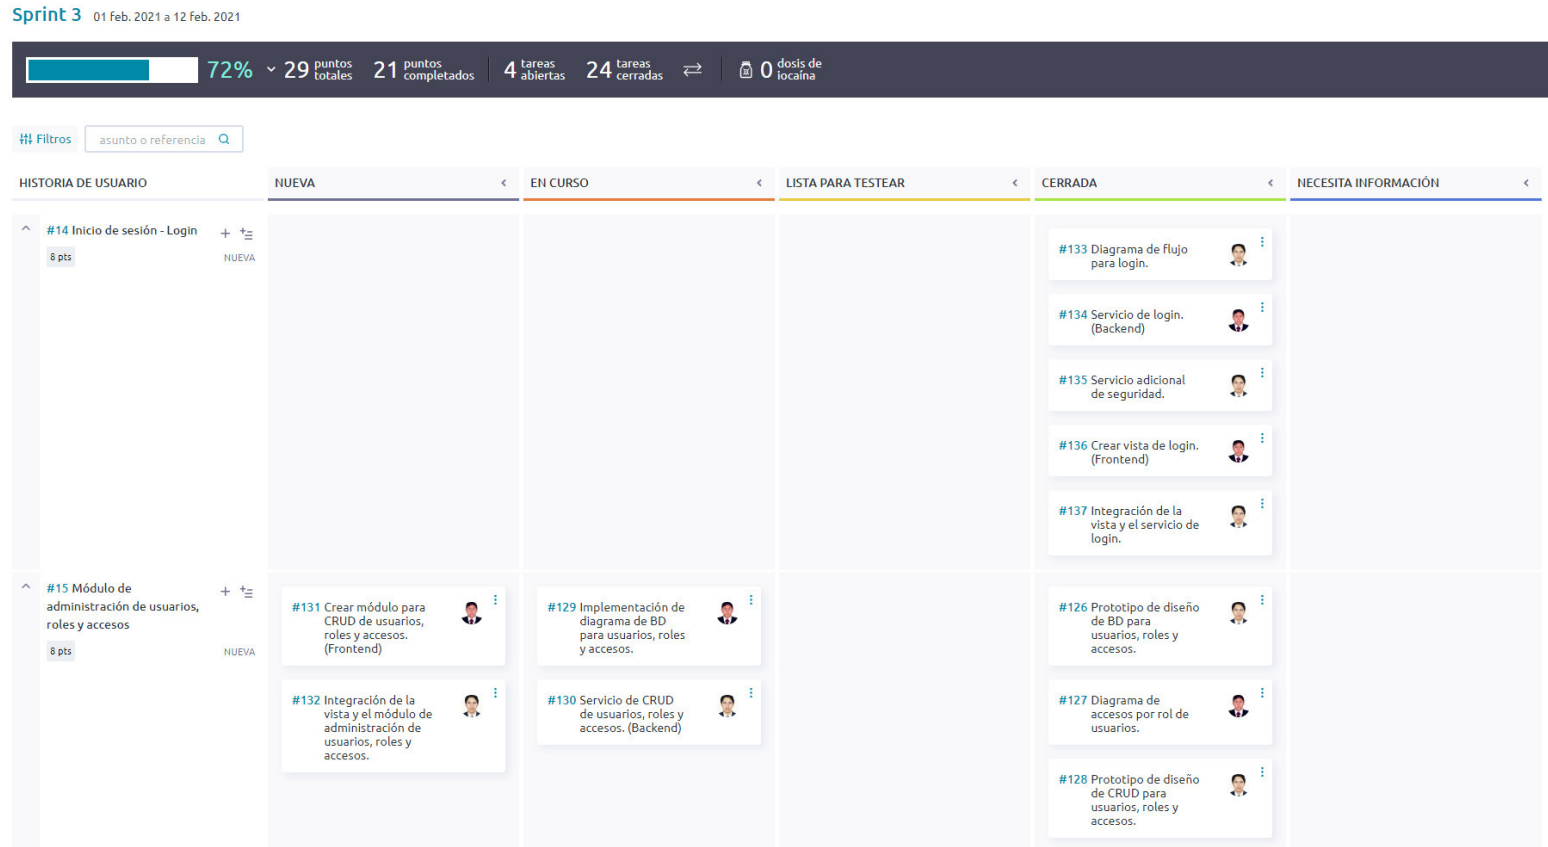 Sprint 3 01 feb. 2021 a 12 feb. 2021
72% 29 puntos totales 21 puntos completados 4 tareas abiertas 24 tareas cerradas 0 dosis de iocaína
Filtros asunto o referencia
HISTORIA DE USUARIO NUEVA EN CURSO LISTA PARA TESTEAR CERRADA NECESITA INFORMACIÓN
#14 Inicio de sesión - Login
8 pts NUEVA
#133 Diagrama de flujo
para login.
#134 Servicio de login.
(Backend)
#135 Servicio adicional
de seguridad.
#136 Crear vista de login.
(Frontend)
#137 Integración de la
vista y el servicio de
login.
#15 Módulo de
administración de usuarios,
roles y accesos
8 pts NUEVA
#131 Crear módulo para
CRUD de usuarios,
roles y accesos.
(Frontend)
#132 Integración de la
vista y el módulo de
administración de
usuarios, roles y
accesos.
#129 Implementación de
diagrama de BD
para usuarios, roles
y accesos.
#130 Servicio de CRUD
de usuarios, roles y
accesos. (Backend)
#126 Prototipo de diseño
de BD para
usuarios, roles y
accesos.
#127 Diagrama de
accesos por rol de
usuarios.
#128 Prototipo de diseño
de CRUD para
usuarios, roles y
accesos.